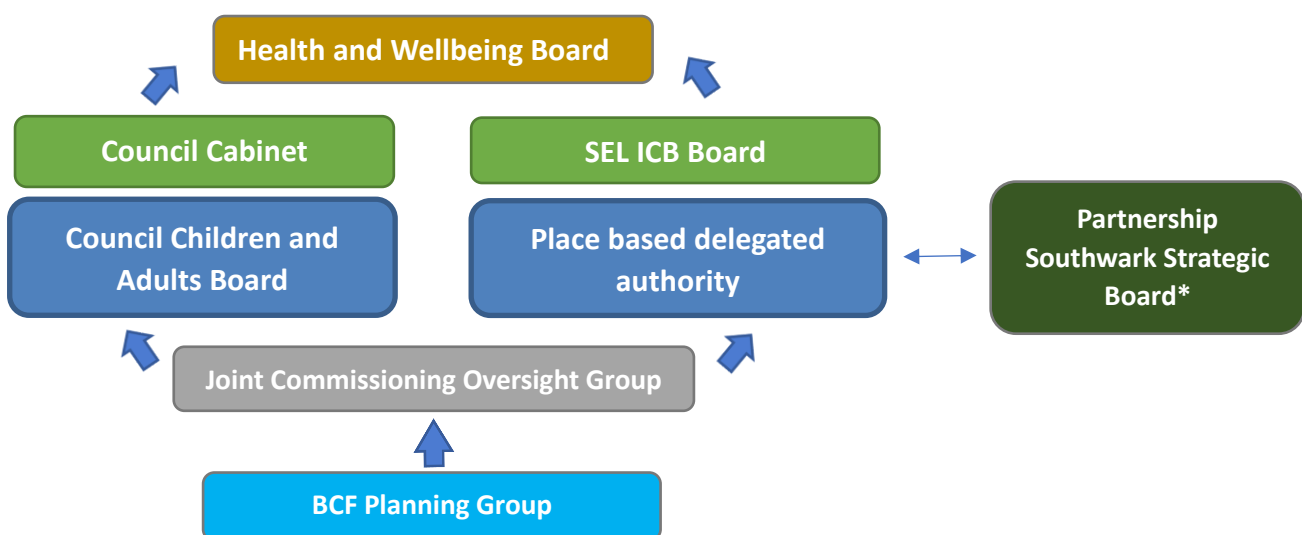 Health and Wellbeing Board
Council Cabinet
SEL ICB Board
Council Children and
Adults Board
Place based delegated
authority
Partnership
Southwark Strategic
Board*
Joint Commissioning Oversight Group
BCF Planning Group